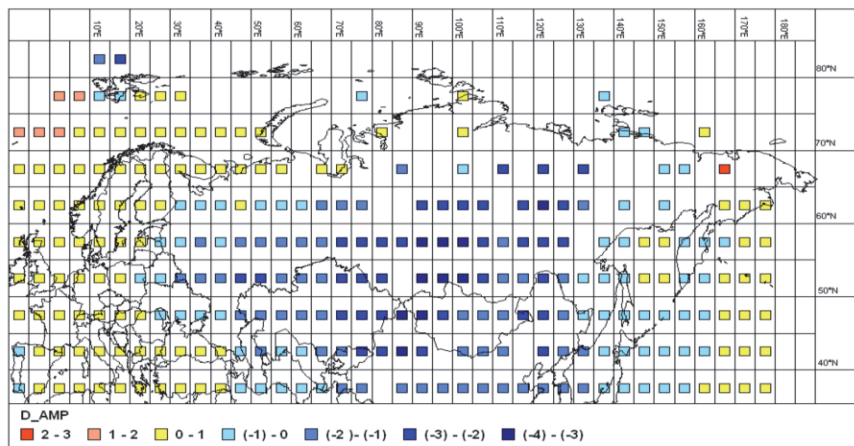 10°E 20°E 30°E 40°E 50°E 60°E 70°E 80°E 90°E 100°E 110°E 120°E 130°E 140°E 150°E 160°E 170°E 180°E
80°N
70°N
60°N
50°N
40°N
D_AMP
2 - 3 1 - 2 0 - 1 (-1) - 0 (-2) - (-1) (-3) - (-2) (-4) - (-3)